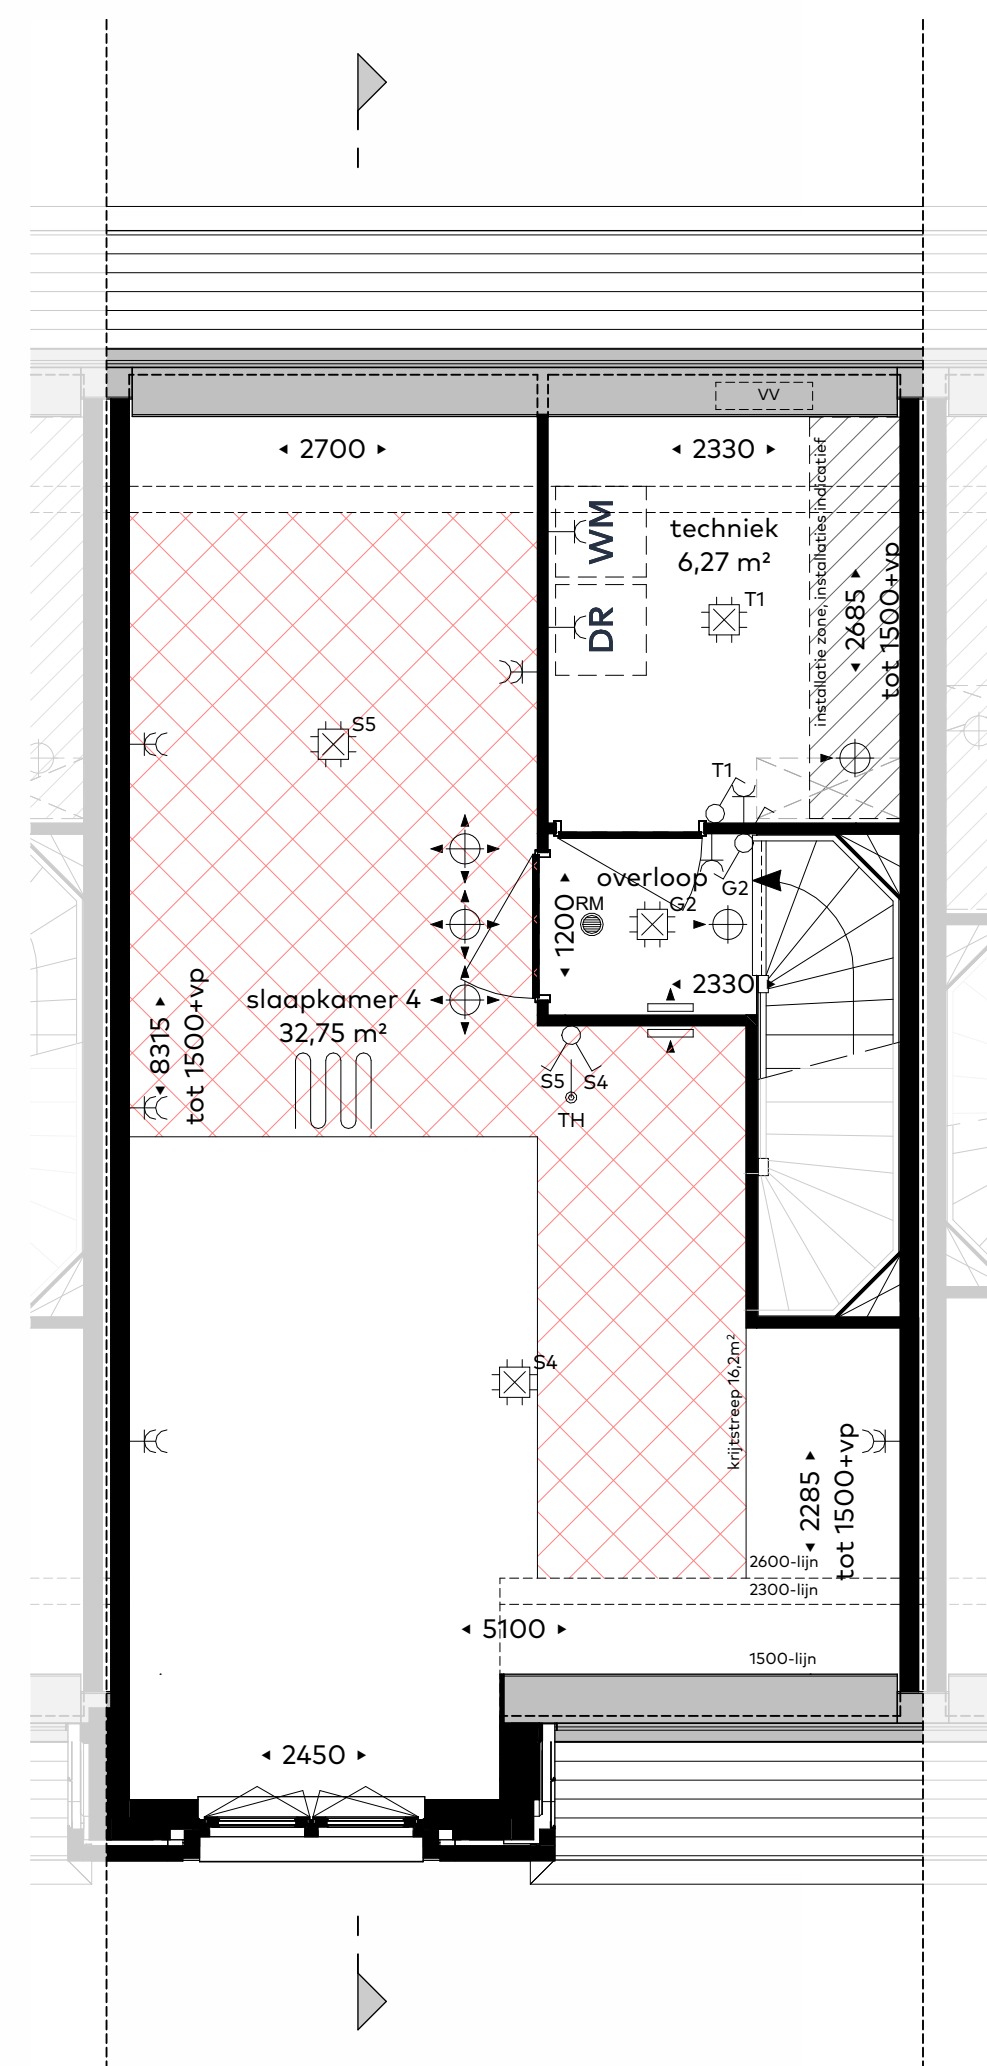 VV
2700
2330
WM
techniek
6,27 m²
DR
T1
installatie zone, installaties indicatief
2685
tot 1500+vp
S5
T1
overloop
G2
1200
RM
G2
2330
slaapkamer 4
32,75 m²
8315
tot 1500+vp
S5
S4
TH
S4
krijtstreep 16,2m²
2285
tot 1500+vp
2600-lijn
2300-lijn
5100
1500-lijn
2450